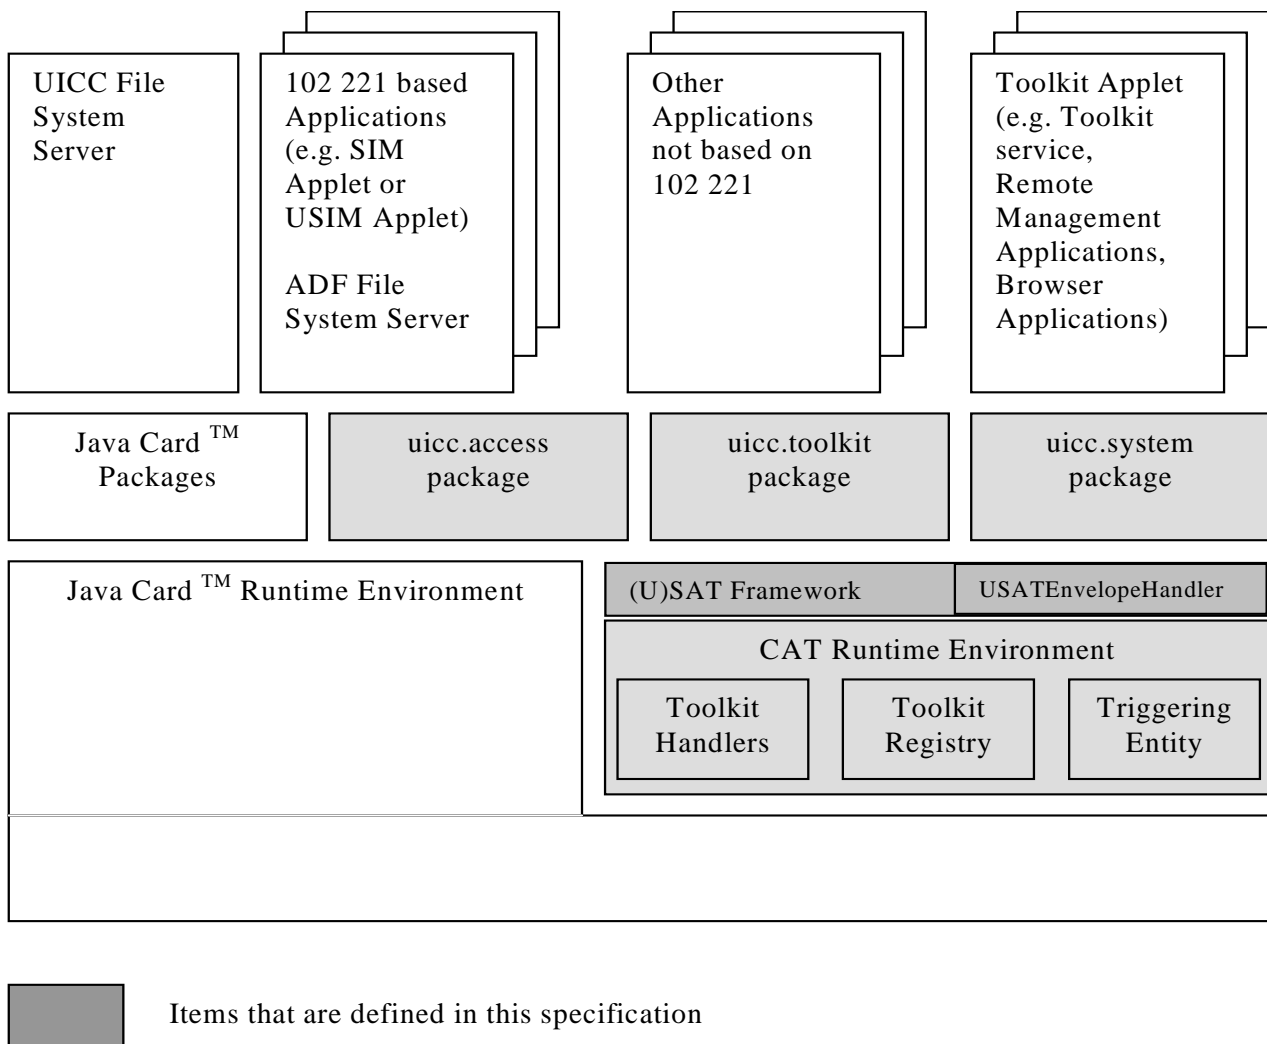 UICC File
System
Server
102 221 based
Applications
(e.g. SIM
Applet or
USIM Applet)
ADF File
System Server
Other
Applications
not based on
102 221
Toolkit Applet
(e.g. Toolkit
service,
Remote
Management
Applications,
Browser
Applications)
Java Card TM
Packages
uicc.access
package
uicc.toolkit
package
uicc.system
package
Java Card TM Runtime Environment
(U)SAT Framework
USATEnvelopeHandler
CAT Runtime Environment
Toolkit
Handlers
Toolkit
Registry
Triggering
Entity
Items that are defined in this specification